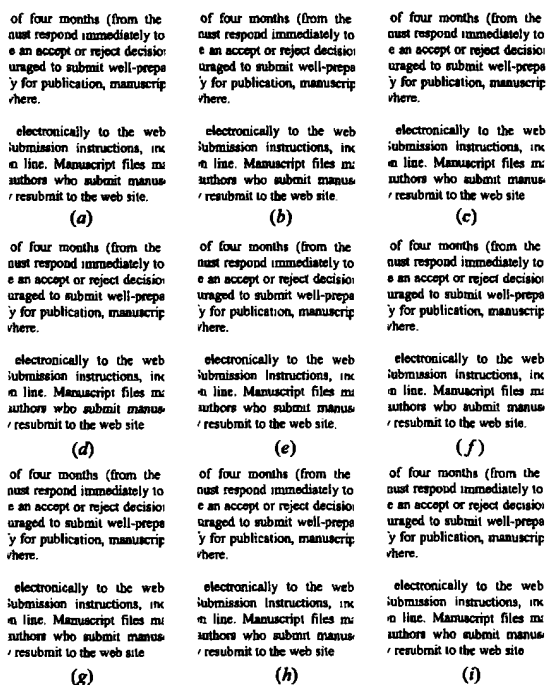 of four months (from the
nust respond immediately to
e an accept or reject decision
uraged to submit well-prepa
y for publication, manuscrip
vhere.
electronically to the web
ubmission instructions, inc
n line. Manuscript files ma
authors who submit manus
resubmit to the web site.
(a)
of four months (from the
nust respond immediately to
e an accept or reject decision
uraged to submit well-prepa
y for publication, manuscrip
vhere.
electronically to the web
ubmission instructions, inc
n line. Manuscript files ma
authors who submit manus
resubmit to the web site.
(b)
of four months (from the
nust respond immediately to
e an accept or reject decision
uraged to submit well-prepa
y for publication, manuscrip
vhere.
electronically to the web
ubmission instructions, inc
n line. Manuscript files ma
authors who submit manus
resubmit to the web site
(c)
of four months (from the
nust respond immediately to
e an accept or reject decision
uraged to submit well-prepa
y for publication, manuscrip
vhere.
electronically to the web
ubmission instructions, inc
n line. Manuscript files ma
authors who submit manus
resubmit to the web site
(d)
of four months (from the
nust respond immediately to
e an accept or reject decision
uraged to submit well-prepa
y for publication, manuscrip
vhere.
electronically to the web
ubmission instructions, inc
n line. Manuscript files ma
authors who submit manus
resubmit to the web site.
(e)
of four months (from the
nust respond immediately to
e an accept or reject decision
uraged to submit well-prepa
y for publication, manuscrip
vhere.
electronically to the web
ubmission instructions, inc
n line. Manuscript files ma
authors who submit manus
resubmit to the web site.
(f)
of four months (from the
nust respond immediately to
e an accept or reject decision
uraged to submit well-prepa
y for publication, manuscrip
vhere.
electronically to the web
ubmission instructions, inc
n line. Manuscript files ma
authors who submit manus
resubmit to the web site
(g)
of four months (from the
nust respond immediately to
e an accept or reject decision
uraged to submit well-prepa
y for publication, manuscrip
vhere.
electronically to the web
ubmission instructions, inc
n line. Manuscript files ma
authors who submit manus
resubmit to the web site
(h)
of four months (from the
nust respond immediately to
e an accept or reject decision
uraged to submit well-prepa
y for publication, manuscrip
vhere.
electronically to the web
ubmission instructions, inc
n line. Manuscript files ma
authors who submit manus
resubmit to the web site
(i)